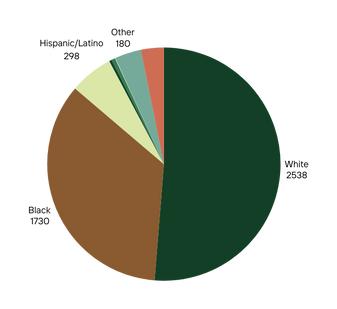 Other
180
Hispanic/Latino
298
White
2538
Black
1730